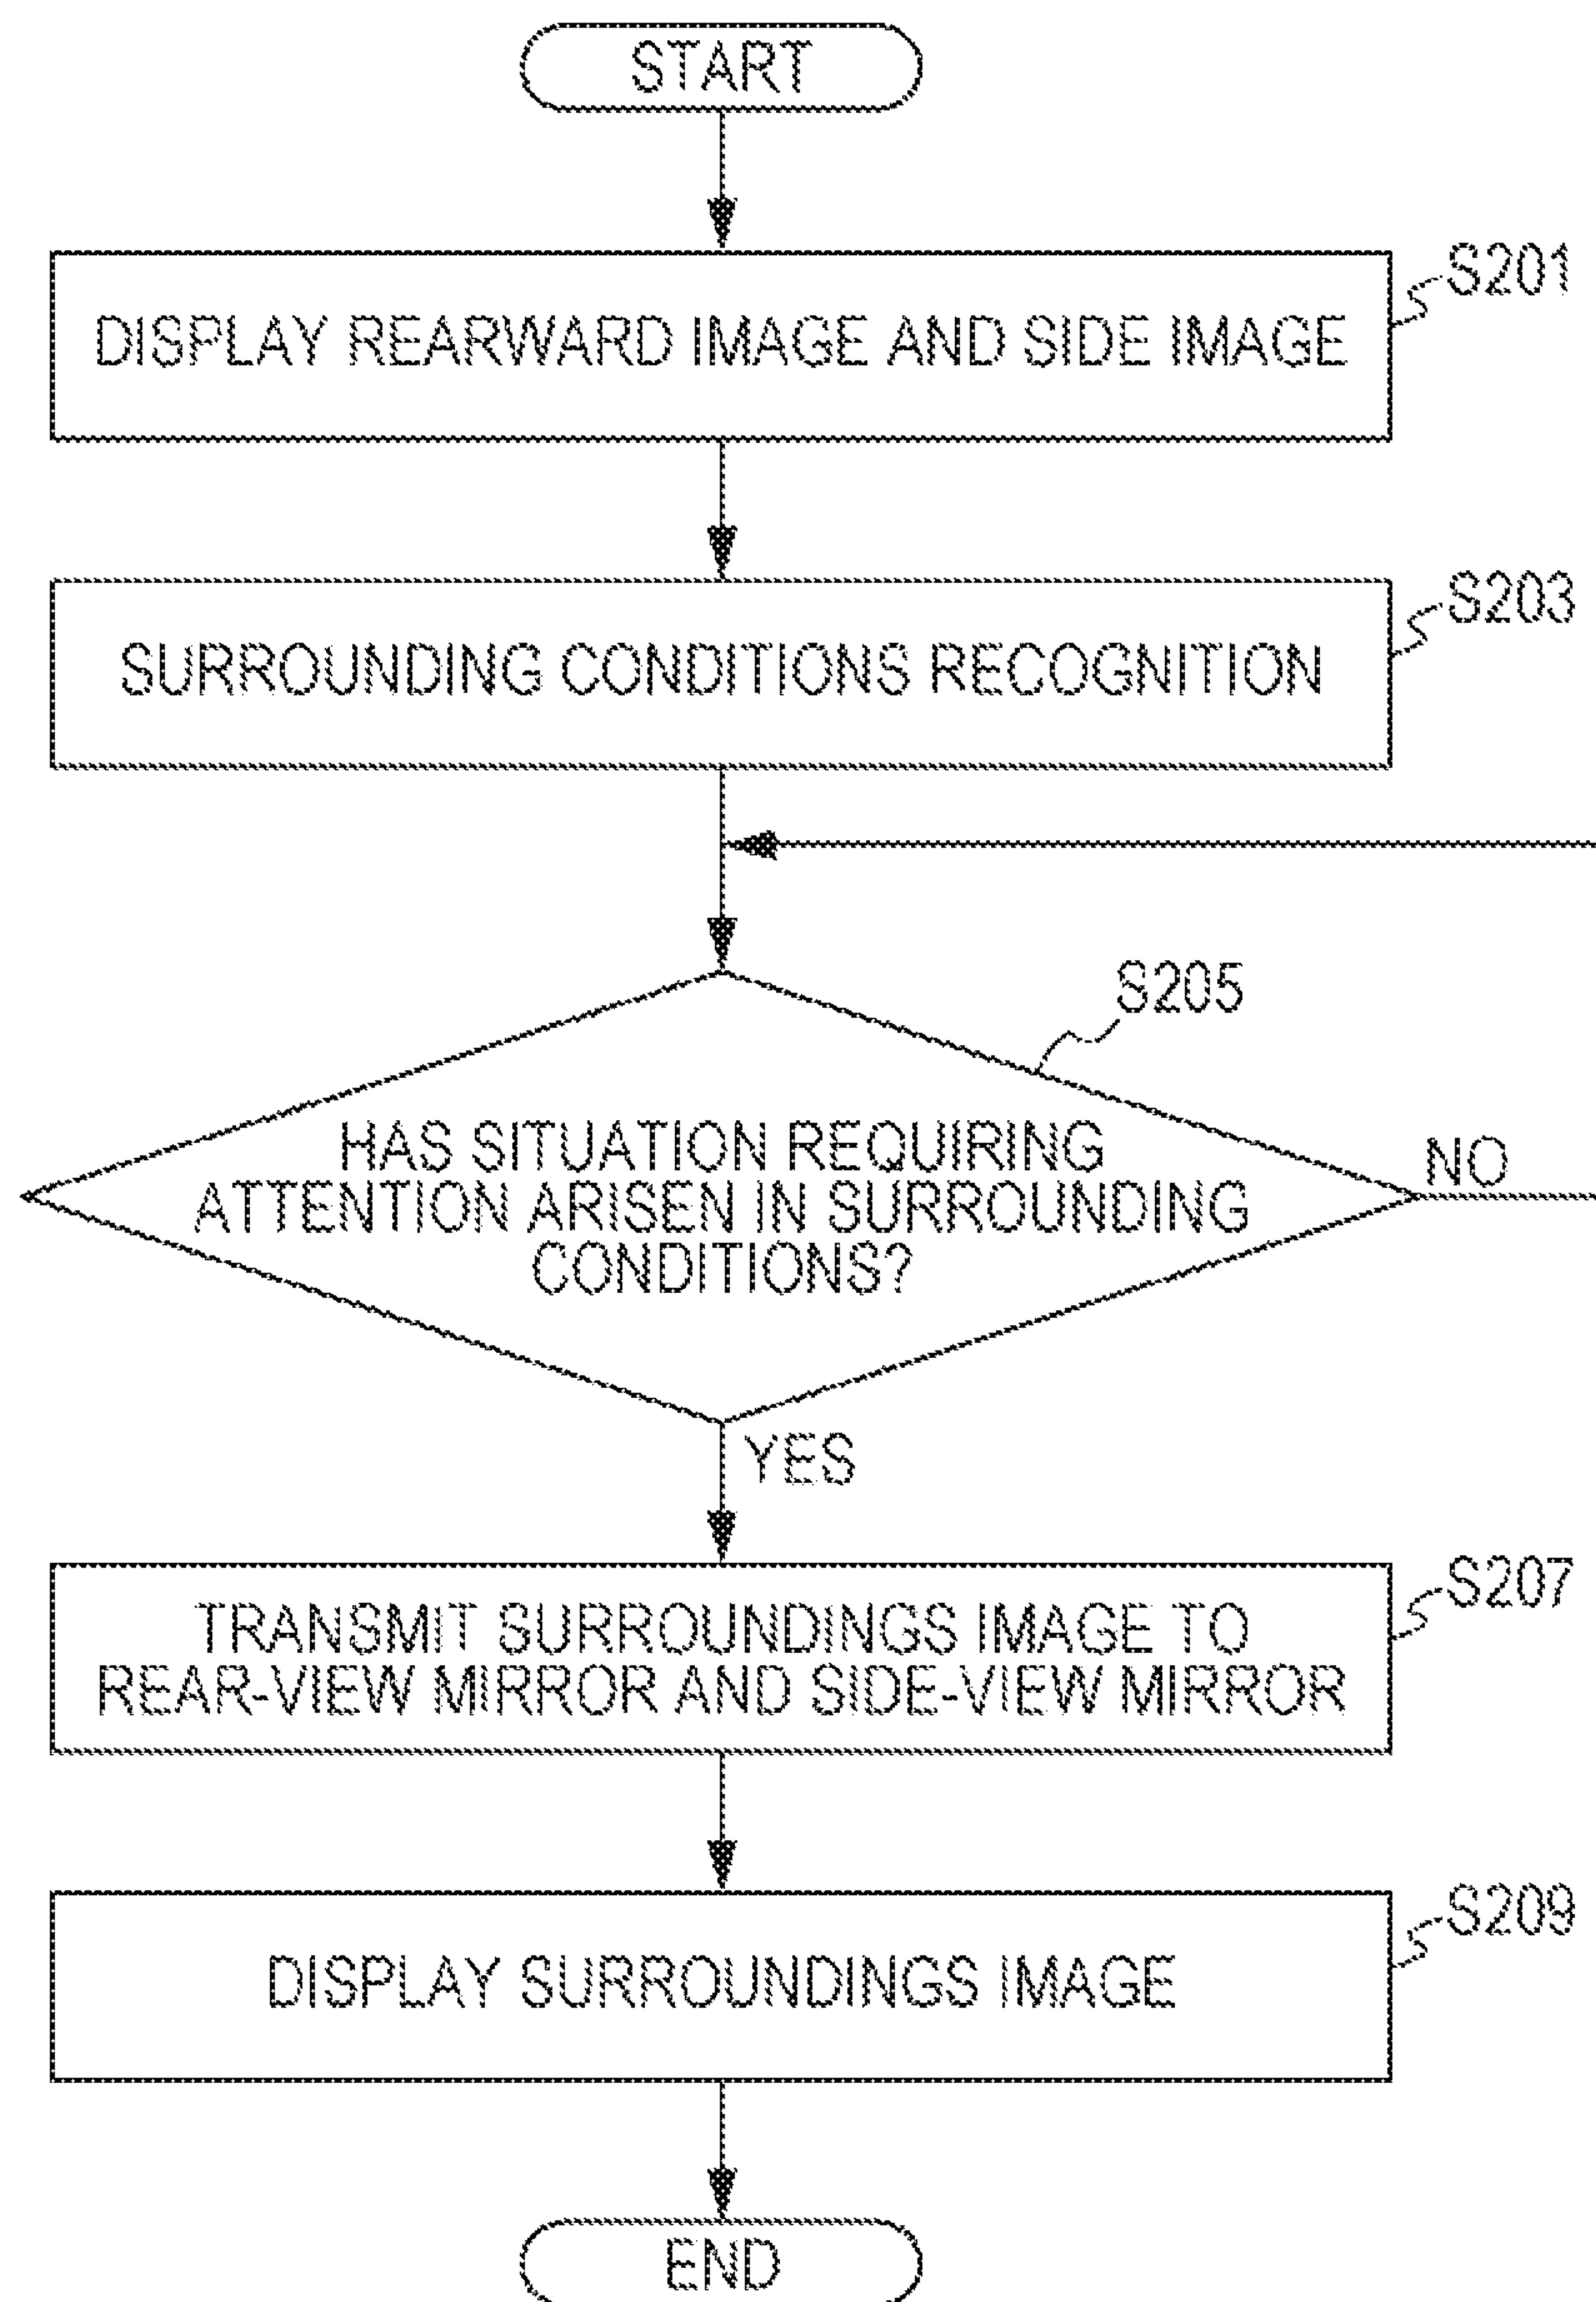 START
DISPLAY REARWARD IMAGE AND SIDE IMAGE
S201
SURROUNDING CONDITIONS RECOGNITION
S203
S205
HAS SITUATION REQUIRING
ATTENTION ARISEN IN SURROUNDING
CONDITIONS?
NO
YES
TRANSMIT SURROUNDINGS IMAGE TO
REAR-VIEW MIRROR AND SIDE-VIEW MIRROR
S207
DISPLAY SURROUNDINGS IMAGE
S209
END